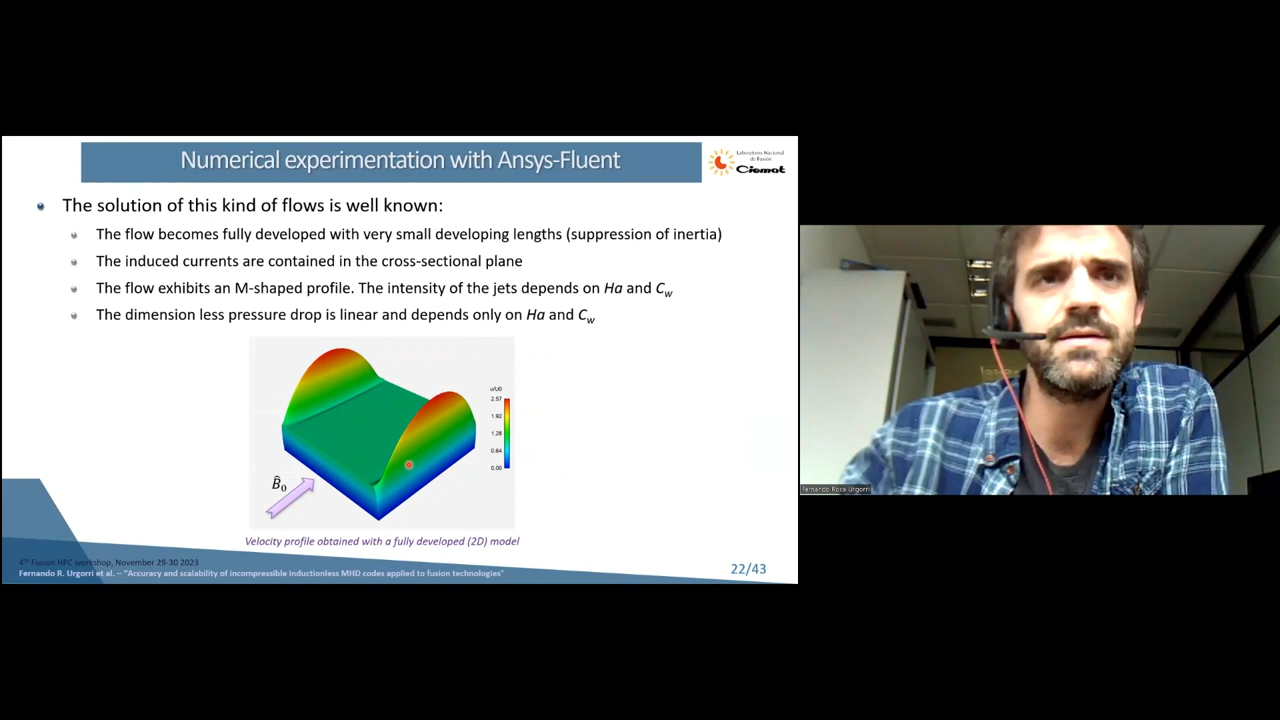 Numerical experimentation with Ansys-Fluent
Laboratorio Nacional
de Fusión
Ciemat
The solution of this kind of flows is well known:
The flow becomes fully developed with very small developing lengths (suppression of inertia)
The induced currents are contained in the cross-sectional plane
The flow exhibits an M-shaped profile. The intensity of the jets depends on Ha and Cw
The dimension less pressure drop is linear and depends only on Ha and Cw
u/U0
2.57
1.92
1.28
0.64
0.00
B̂0
Velocity profile obtained with a fully developed (2D) model
4TH Fusion HPC workshop, November 29-30 2023
Fernando R. Urgorri et al. – "Accuracy and scalability of incompressible inductionless MHD codes applied to fusion technologies"
22/43
Fernando Roca Urgorri